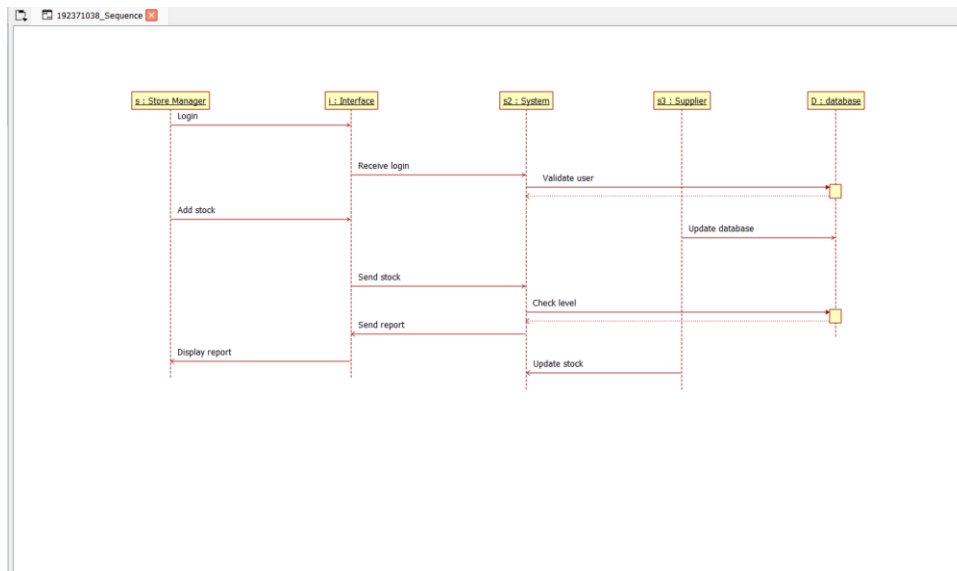 192371038_Sequence
s : Store Manager
i : Interface
s2 : System
s3 : Supplier
D : database
Login
Receive login
Validate user
Add stock
Update database
Send stock
Check level
Send report
Display report
Update stock